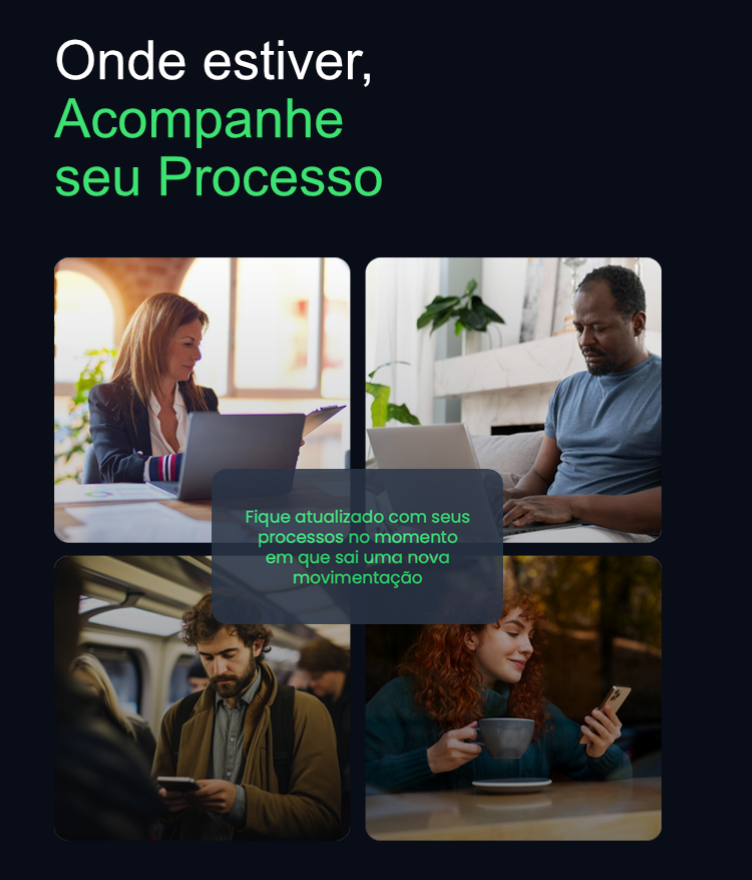 Onde estiver,
Acompanhe
seu Processo
Fique atualizado com seus
processos no momento
em que sai uma nova
movimentação